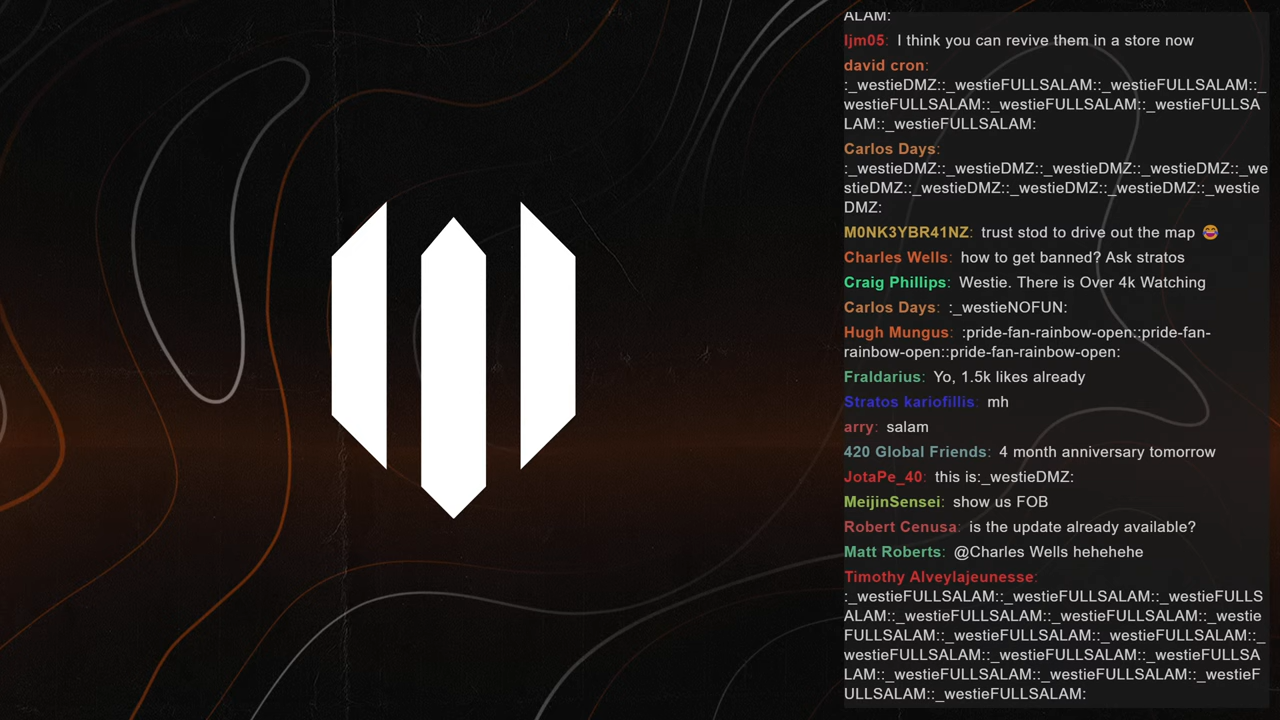 ALAM:
ljm05: I think you can revive them in a store now
david cron:
:_westieDMZ::_westieFULLSALAM::_westieFULLSALAM::_
westieFULLSALAM::_westieFULLSALAM::_westieFULLSA
LAM::_westieFULLSALAM:
Carlos Days:
:_westieDMZ::_westieDMZ::_westieDMZ::_westieDMZ::_we
stieDMZ::_westieDMZ::_westieDMZ::_westieDMZ::_westie
DMZ:
M0NK3YBR41NZ: trust stod to drive out the map 😂
Charles Wells: how to get banned? Ask stratos
Craig Phillips: Westie. There is Over 4k Watching
Carlos Days: :_westieNOFUN:
Hugh Mungus: :pride-fan-rainbow-open::pride-fan-
rainbow-open::pride-fan-rainbow-open:
Fraldarius: Yo, 1.5k likes already
Stratos kariofillis: mh
arry: salam
420 Global Friends: 4 month anniversary tomorrow
JotaPe_40: this is:_westieDMZ:
MeijinSensei: show us FOB
Robert Cenusa: is the update already available?
Matt Roberts: @Charles Wells hehehehe
Timothy Alveylajeunesse:
:_westieFULLSALAM::_westieFULLSALAM::_westieFULLS
ALAM::_westieFULLSALAM::_westieFULLSALAM::_westie
FULLSALAM::_westieFULLSALAM::_westieFULLSALAM::_
westieFULLSALAM::_westieFULLSALAM::_westieFULLSA
LAM::_westieFULLSALAM::_westieFULLSALAM::_westieF
ULLSALAM::_westieFULLSALAM: